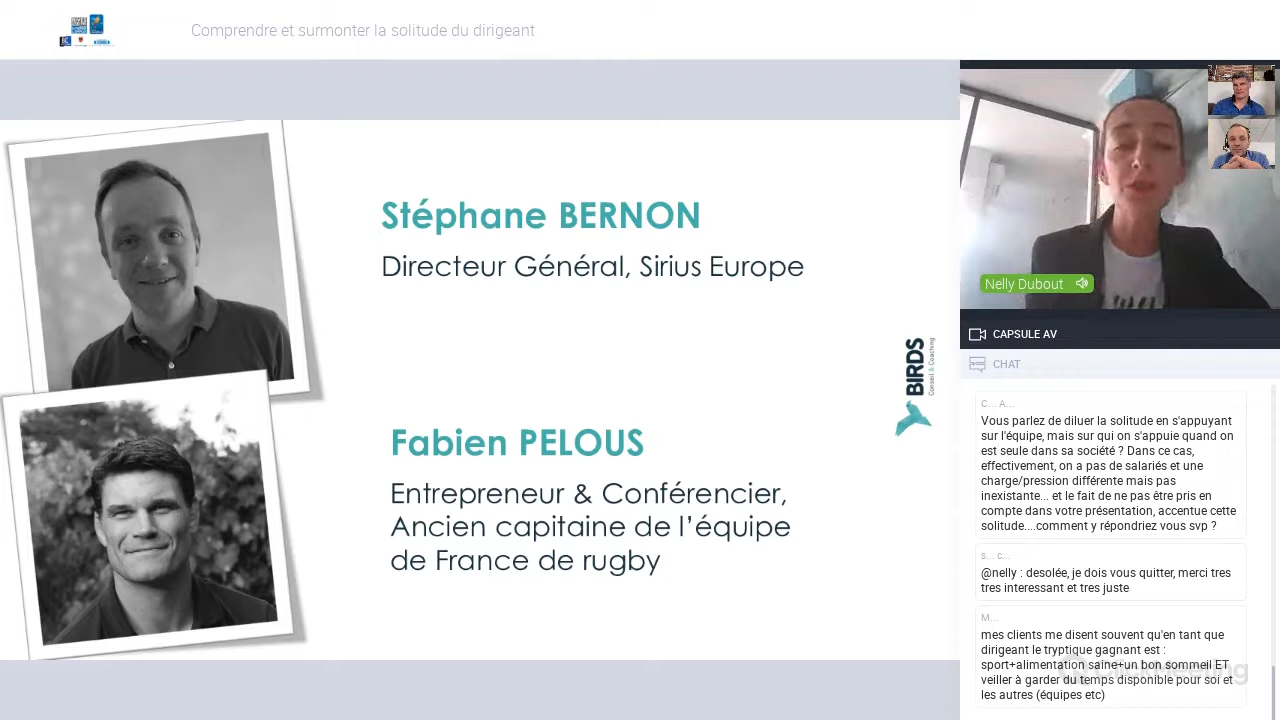 Comprendre et surmonter la solitude du dirigeant
Stéphane BERNON
Directeur Général, Sirius Europe
BIRDS
Conseil & Coaching
Fabien PELOUS
Entrepreneur & Conférencier,
Ancien capitaine de l'équipe
de France de rugby
Nelly Dubout
CAPSULE AV
CHAT
C... A...
Vous parlez de diluer la solitude en s'appuyant
sur l'équipe, mais sur qui on s'appuie quand on
est seule dans sa société ? Dans ce cas,
effectivement, on a pas de salariés et une
charge/pression différente mais pas
inexistante... et le fait de ne pas être pris en
compte dans votre présentation, accentue cette
solitude....comment y répondriez vous svp ?
s... c...
@nelly : desolée, je dois vous quitter, merci tres
tres interessant et tres juste
M...
mes clients me disent souvent qu'en tant que
dirigeant le tryptique gagnant est :
sport+alimentation saine+un bon sommeil ET
veiller à garder du temps disponible pour soi et
les autres (équipes etc)
ClickMeeting